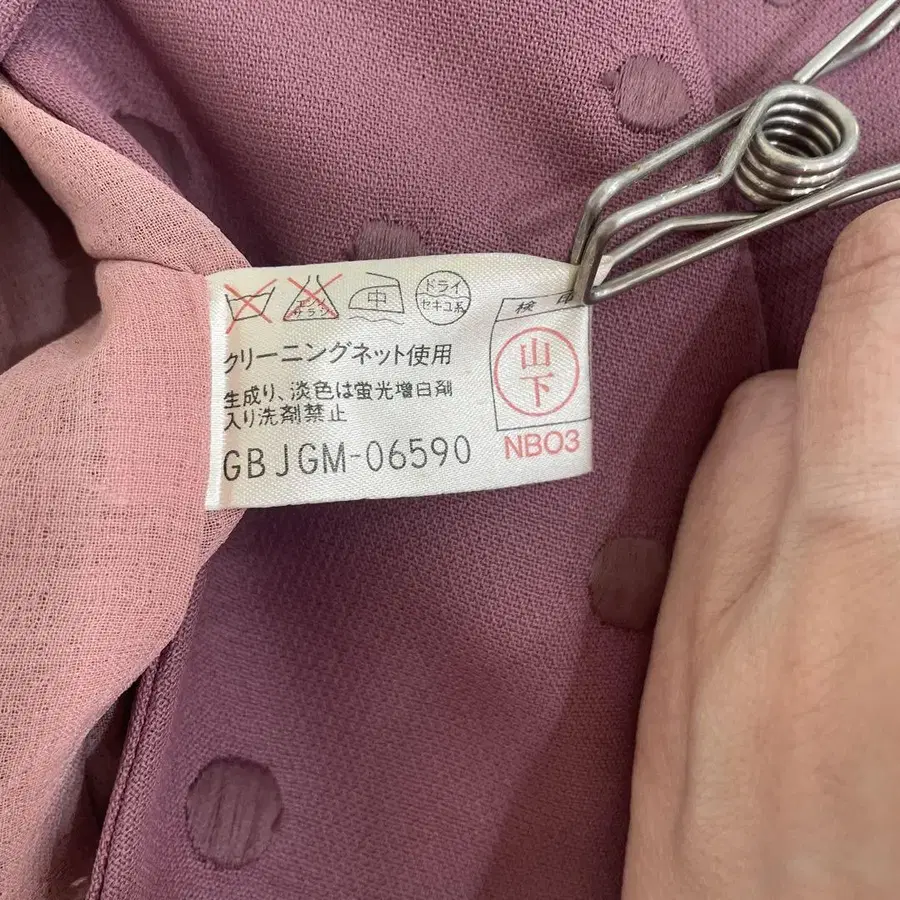 エンソ
サラシ
中
ドライ
セキユ系
クリーニングネット使用
生成り、淡色は蛍光増白剤
入り洗剤禁止
GBJGM-06590
検印
山下
NB03